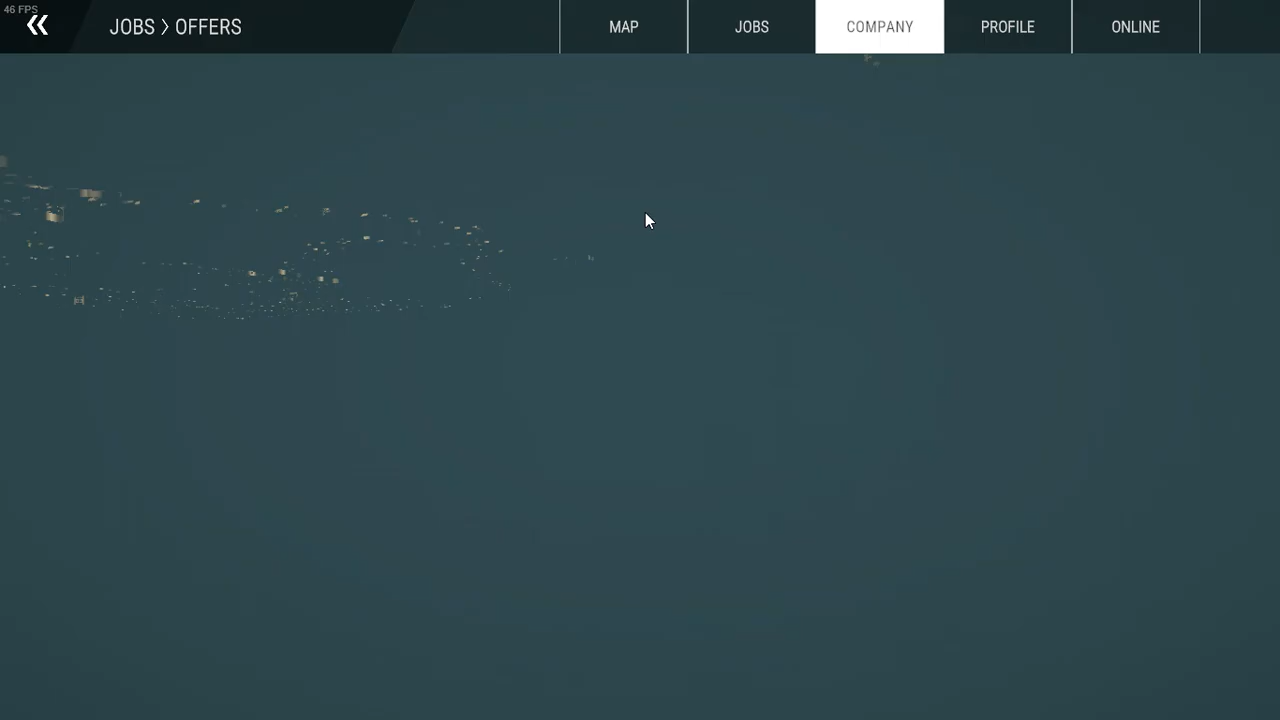 46 FPS
JOBS > OFFERS
MAP
JOBS
COMPANY
PROFILE
ONLINE